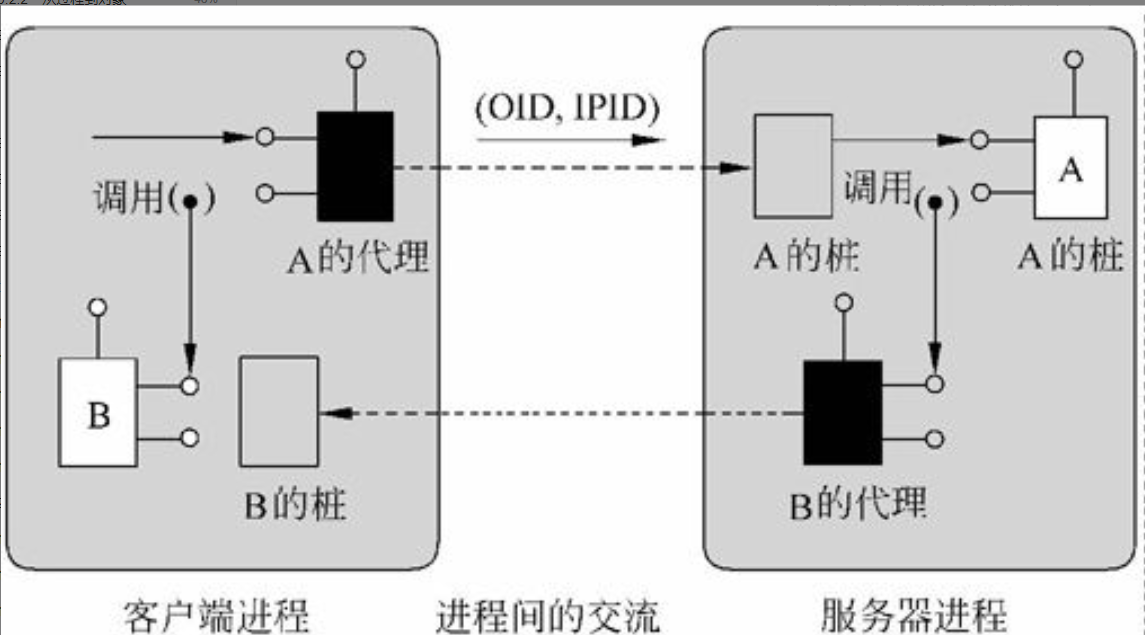 (OID, IPID)
调用( )
A的代理
A的桩
调用( )
A
A的桩
B
B的桩
B的代理
客户端进程
进程间的交流
服务器进程